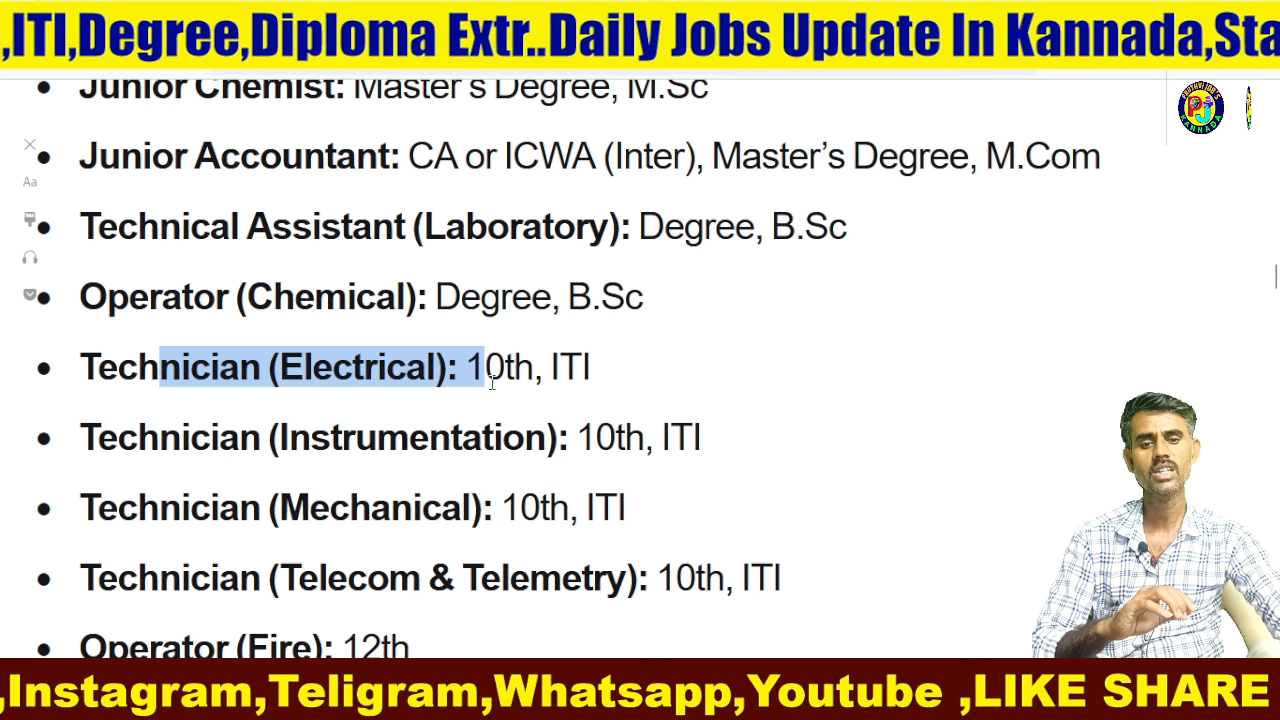 ,ITI,Degree,Diploma Extr..Daily Jobs Update In Kannada,Sta
Junior Chemist: Master's Degree, M.Sc
Junior Accountant: CA or ICWA (Inter), Master's Degree, M.Com
Aa
Technical Assistant (Laboratory): Degree, B.Sc
Operator (Chemical): Degree, B.Sc
Technician (Electrical): 10th, ITI
Technician (Instrumentation): 10th, ITI
Technician (Mechanical): 10th, ITI
Technician (Telecom & Telemetry): 10th, ITI
Operator (Fire): 12th
,Instagram,Teligram,Whatsapp,Youtube ,LIKE SHARE
PJ
KANNADA